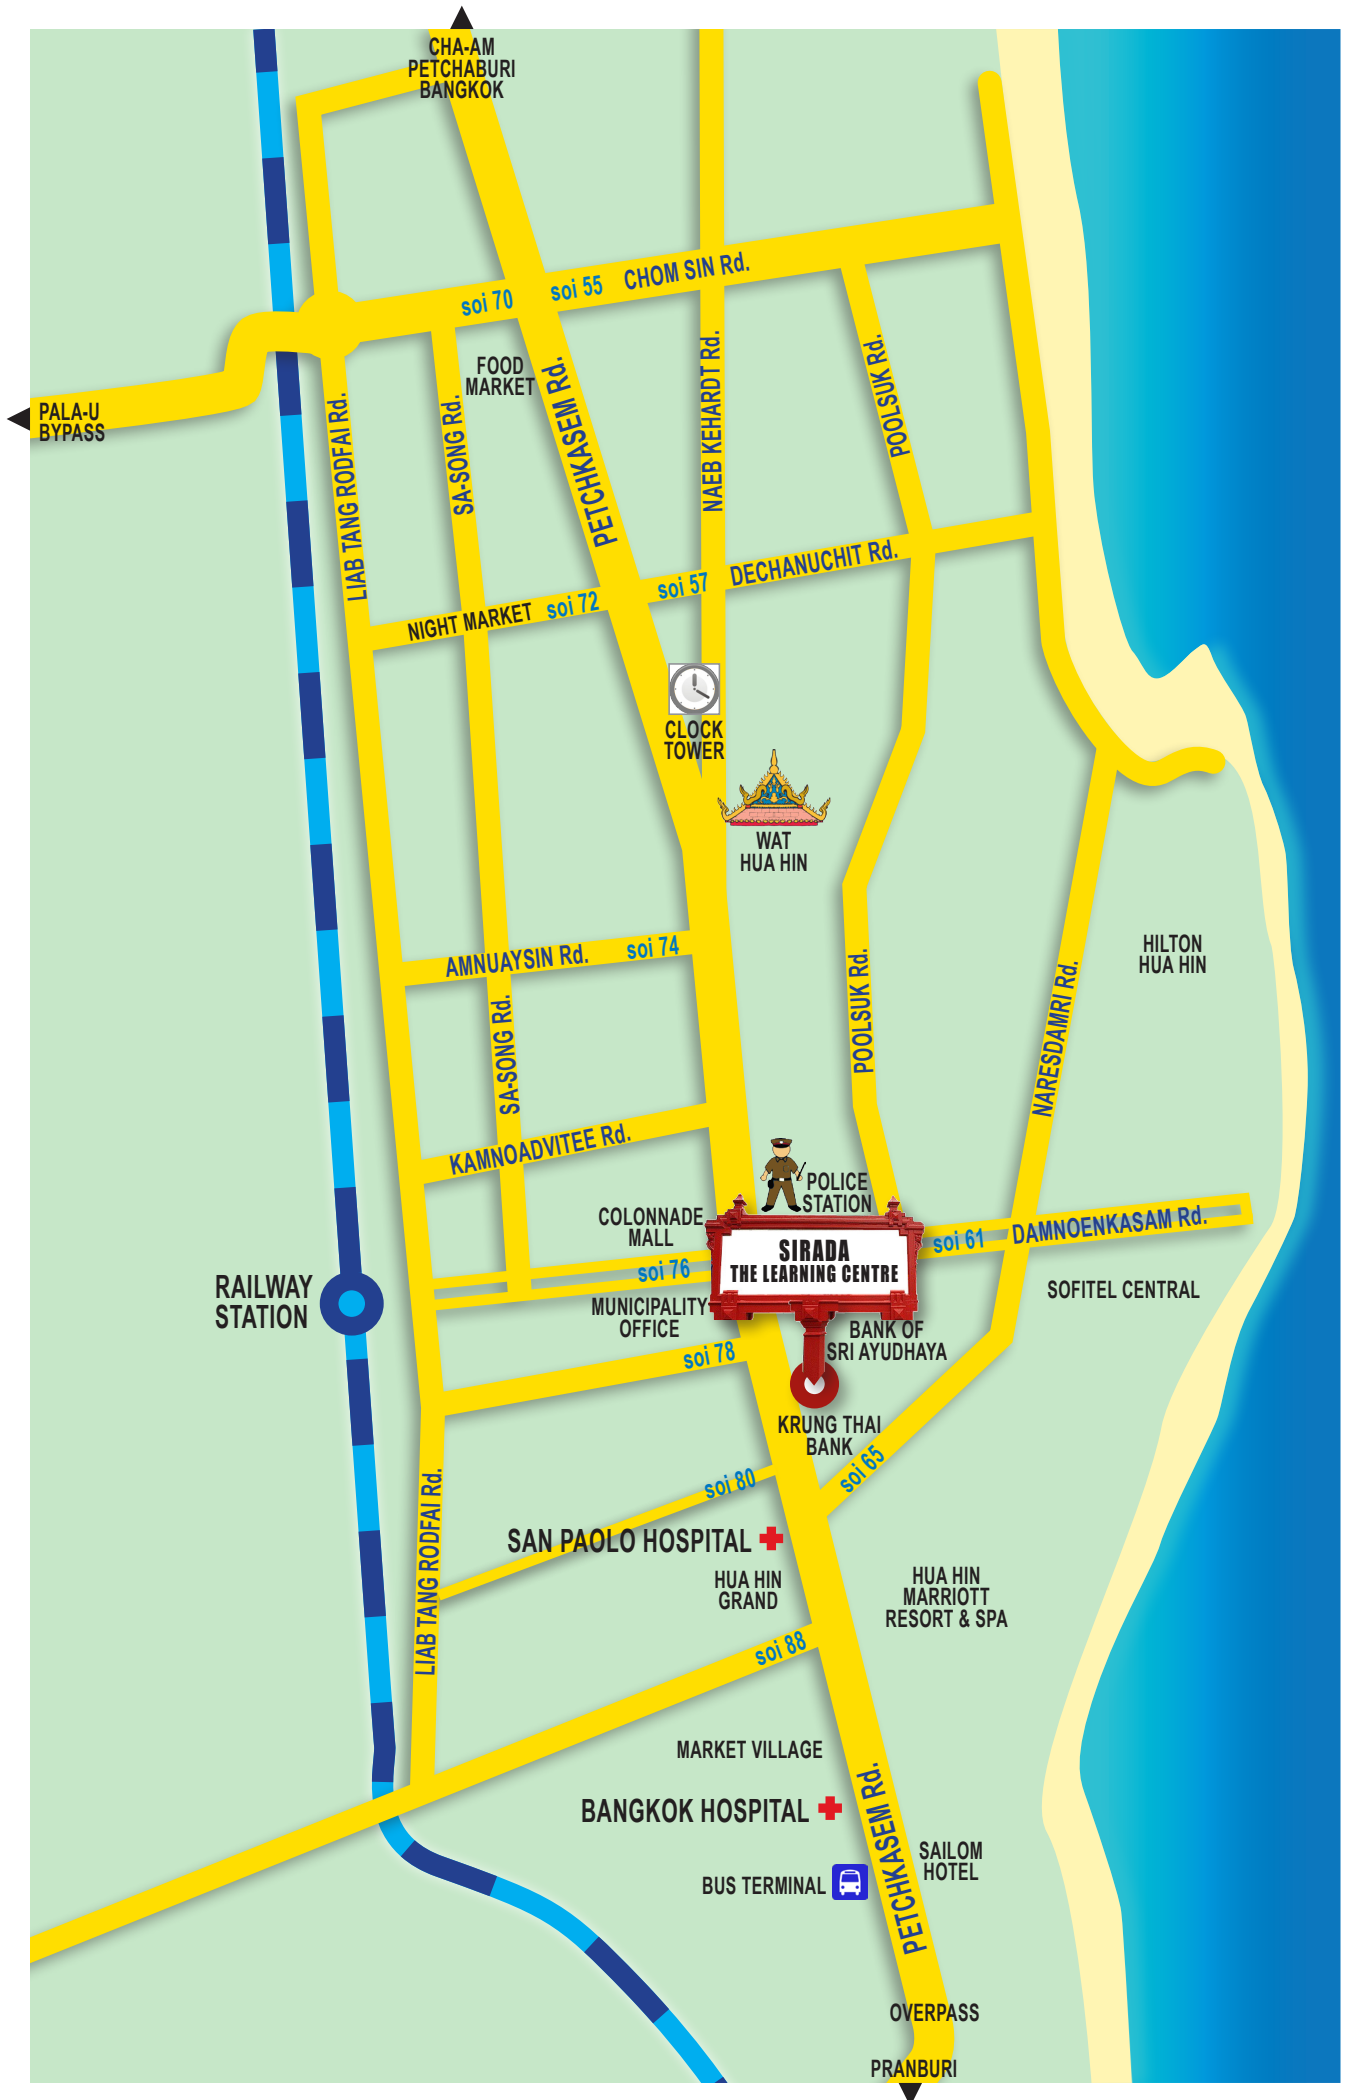 CHA-AM
PETCHABURI
BANGKOK
CHOM SIN Rd.
soi 55
soi 70
FOOD
MARKET
PETCHKASEM Rd.
NAEB KEHARDT Rd.
POOLSUK Rd.
PALA-U
BYPASS
LIAB TANG RODFAI Rd.
SA-SONG Rd.
DECHANUCHIT Rd.
soi 57
soi 72
NIGHT MARKET
CLOCK
TOWER
WAT
HUA HIN
HILTON
HUA HIN
AMNUAYSIN Rd.
soi 74
POOLSUK Rd.
NARESDAMRI Rd.
SA-SONG Rd.
KAMNOADVITEE Rd.
POLICE
STATION
COLONNADE
MALL
SIRADA
THE LEARNING CENTRE
soi 61
DAMNOENKASAM Rd.
soi 76
RAILWAY
STATION
SOFITEL CENTRAL
MUNICIPALITY
OFFICE
BANK OF
SRI AYUDHAYA
soi 78
KRUNG THAI
BANK
soi 65
soi 80
LIAB TANG RODFAI Rd.
SAN PAOLO HOSPITAL
HUA HIN
GRAND
HUA HIN
MARRIOTT
RESORT & SPA
soi 88
MARKET VILLAGE
BANGKOK HOSPITAL
PETCHKASEM Rd.
SAILOM
HOTEL
BUS TERMINAL
OVERPASS
PRANBURI